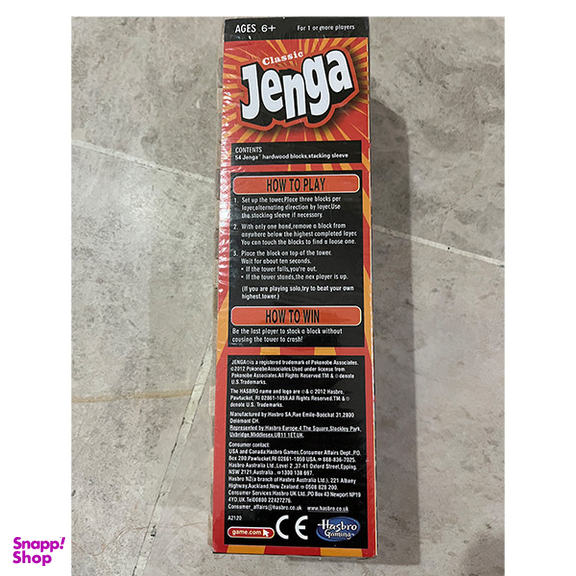 AGES 6+ For 1 or more players
Classic
Jenga
CONTENTS
54 Jenga™ hardwood blocks,stacking sleeve
HOW TO PLAY
1. Set up the tower.Place three blocks per
layer,alternating direction by layer.Use
the.stacking sleeve if necessary.
2. With only one hand,remove a block from
anywhere below the highest completed layer.
You can touch the blocks to find a loose one.
3. Place the block on top of the tower.
Wait for about ten seconds.
• If the tower falls,you're out.
• If the tower stands,the nex player is up.
(If you are playing solo,try to beat your own
highest.tower.)
HOW TO WIN
Be the last player to stack a block without
causing the tower to crash!
JENGA®is a registered trademark of Pokonobe Associates.
©2012 PokonobeAssociates.Used under license from
Pokonobe Associates.All Rights Reserved.TM & ® denote
U.S.Trademarks.
The HASBRO name and logo are ® & © 2012 Hasbro,
Pawtucket, RI 02861-1059.All Rights Reserved.TM & ®
denote U.S. Trademarks.
Manufactured by Hasbro SA,Rue Emile-Boéchat 31,2800
Delémont CH.
Represented by Hasbro Europe,4 The Square,Stockley Park,
Uxbridge,Middlesex,UB11 1ET.UK.
Consumer contact:
USA and Canada:Hasbro Games,Consumer Affairs Dept.,P.O.
Box 200.Pawtucket,RI 02861-1059 USA. ☎ 888-836-7025.
Hasbro Australia Ltd.,Level 2 ,37-41 Oxford Street,Epping,
NSW 2121,Australia . ☎1300 138 697.
Hasbro NZ(a branch of Hasbro Australia Ltd.), 221 Albany
Highway,Auckland,New Zealand. ☎ 0508 828 200.
Consumer Services Hasbro UK Ltd.,PO Box 43 Newport NP19
4YD,UK.Tel00800 22427276.
Consumer_affairs@hasbro.co.uk www.hasbro.co.uk
A2120
game.com
CE
Hasbro
Gaming
Snapp!
Shop